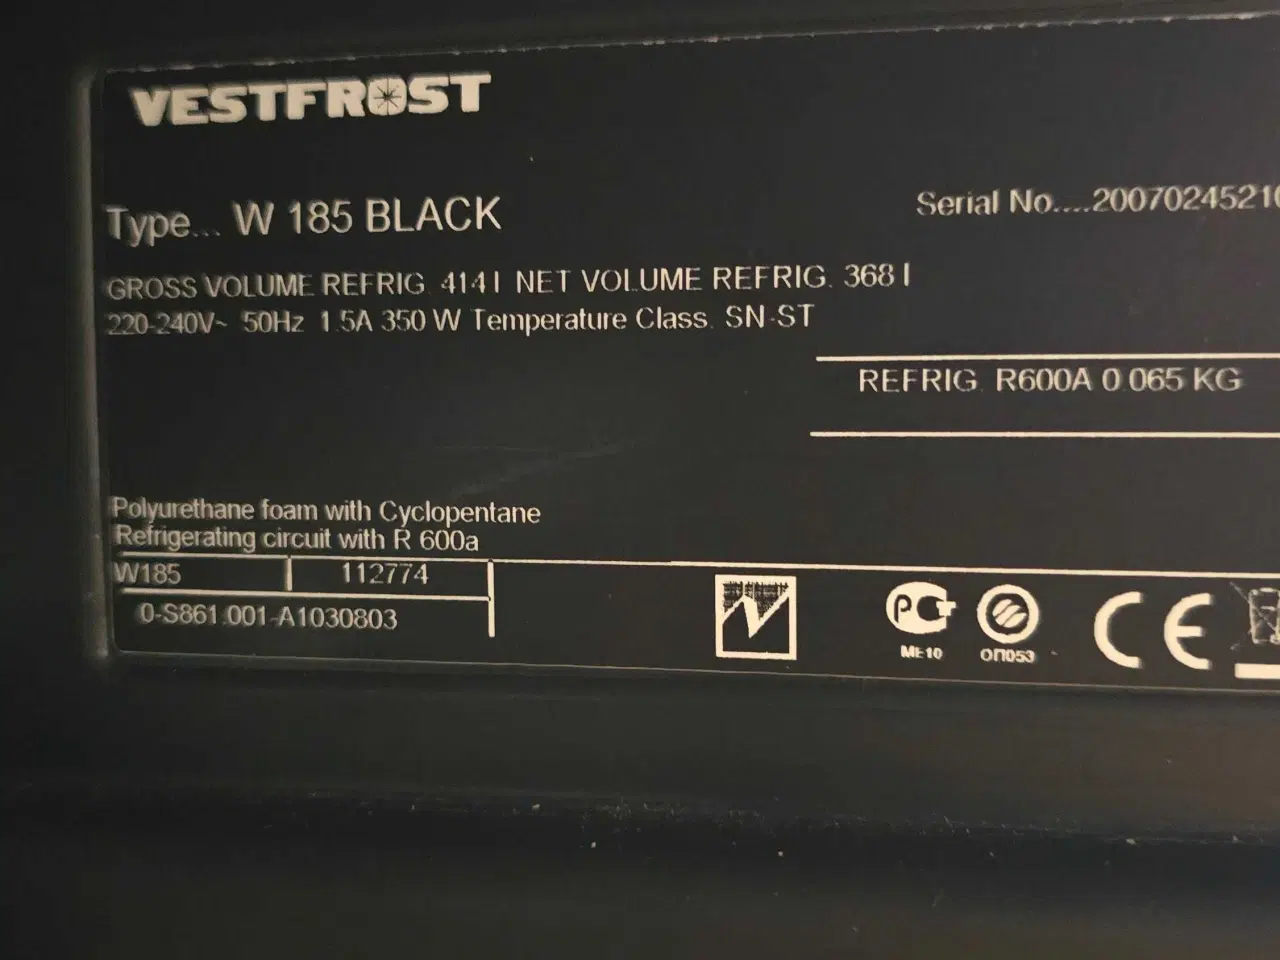 VESTFROST
Type... W 185 BLACK
Serial No....2007024521
GROSS VOLUME REFRIG. 414 l NET VOLUME REFRIG. 368 l
220-240V~ 50Hz 1.5A 350 W Temperature Class. SN-ST
REFRIG. R600A 0.065 KG
Polyurethane foam with Cyclopentane
Refrigerating circuit with R 600a
W185 112774
0-S861.001-A1030803
РСТ
ME10 ОП053
CE